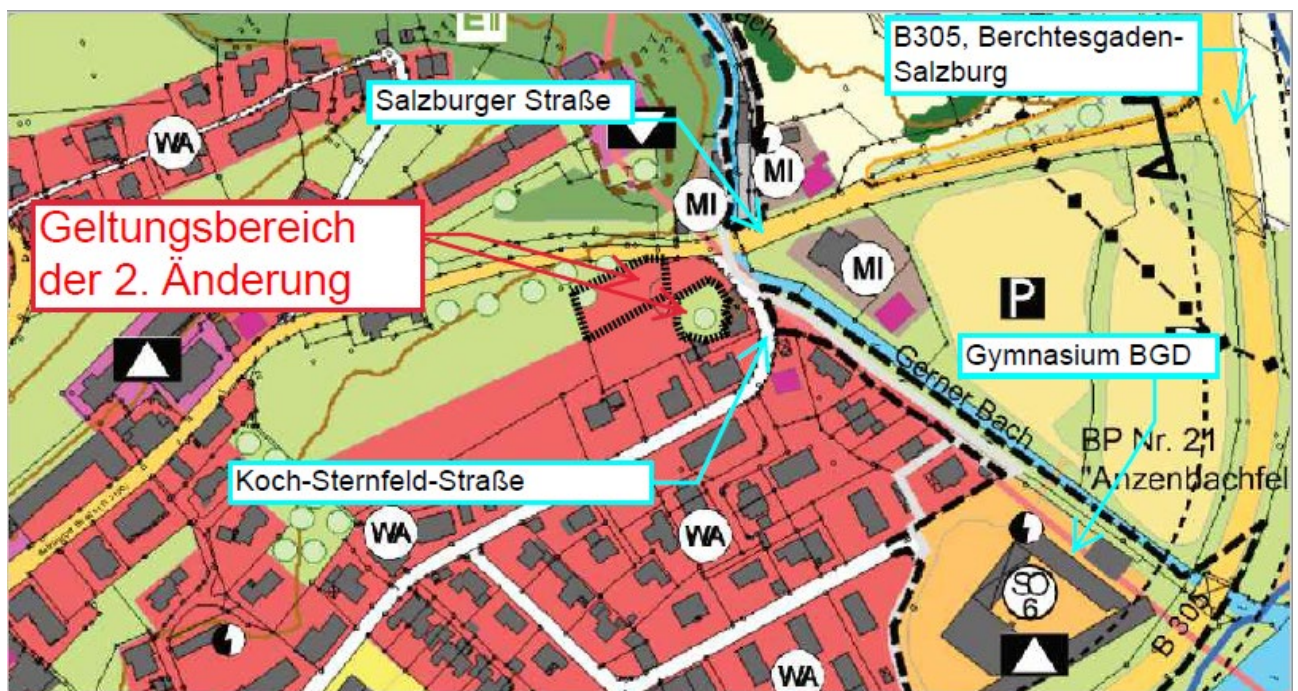 B305, Berchtesgaden-
Salzburg
Salzburger Straße
WA
MI
MI
Geltungsbereich
der 2. Änderung
MI
P
Gymnasium BGD
Gerner Bach
BP Nr. 21
"Anzenbachfel
Koch-Sternfeld-Straße
WA
WA
SO
6
B 305
WA